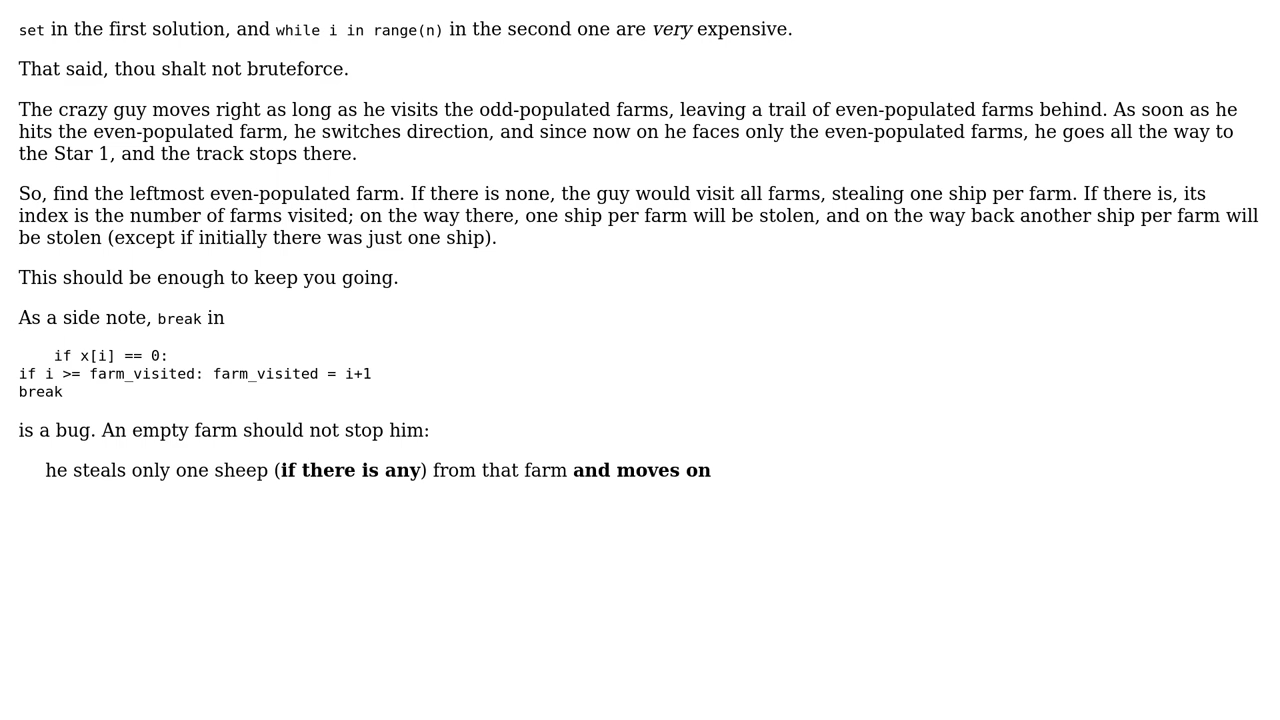 set in the first solution, and while i in range(n) in the second one are very expensive.
That said, thou shalt not bruteforce.
The crazy guy moves right as long as he visits the odd-populated farms, leaving a trail of even-populated farms behind. As soon as he
hits the even-populated farm, he switches direction, and since now on he faces only the even-populated farms, he goes all the way to
the Star 1, and the track stops there.
So, find the leftmost even-populated farm. If there is none, the guy would visit all farms, stealing one ship per farm. If there is, its
index is the number of farms visited; on the way there, one ship per farm will be stolen, and on the way back another ship per farm will
be stolen (except if initially there was just one ship).
This should be enough to keep you going.
As a side note, break in
    if x[i] == 0:
if i >= farm_visited: farm_visited = i+1
break
is a bug. An empty farm should not stop him:
he steals only one sheep (if there is any) from that farm and moves on